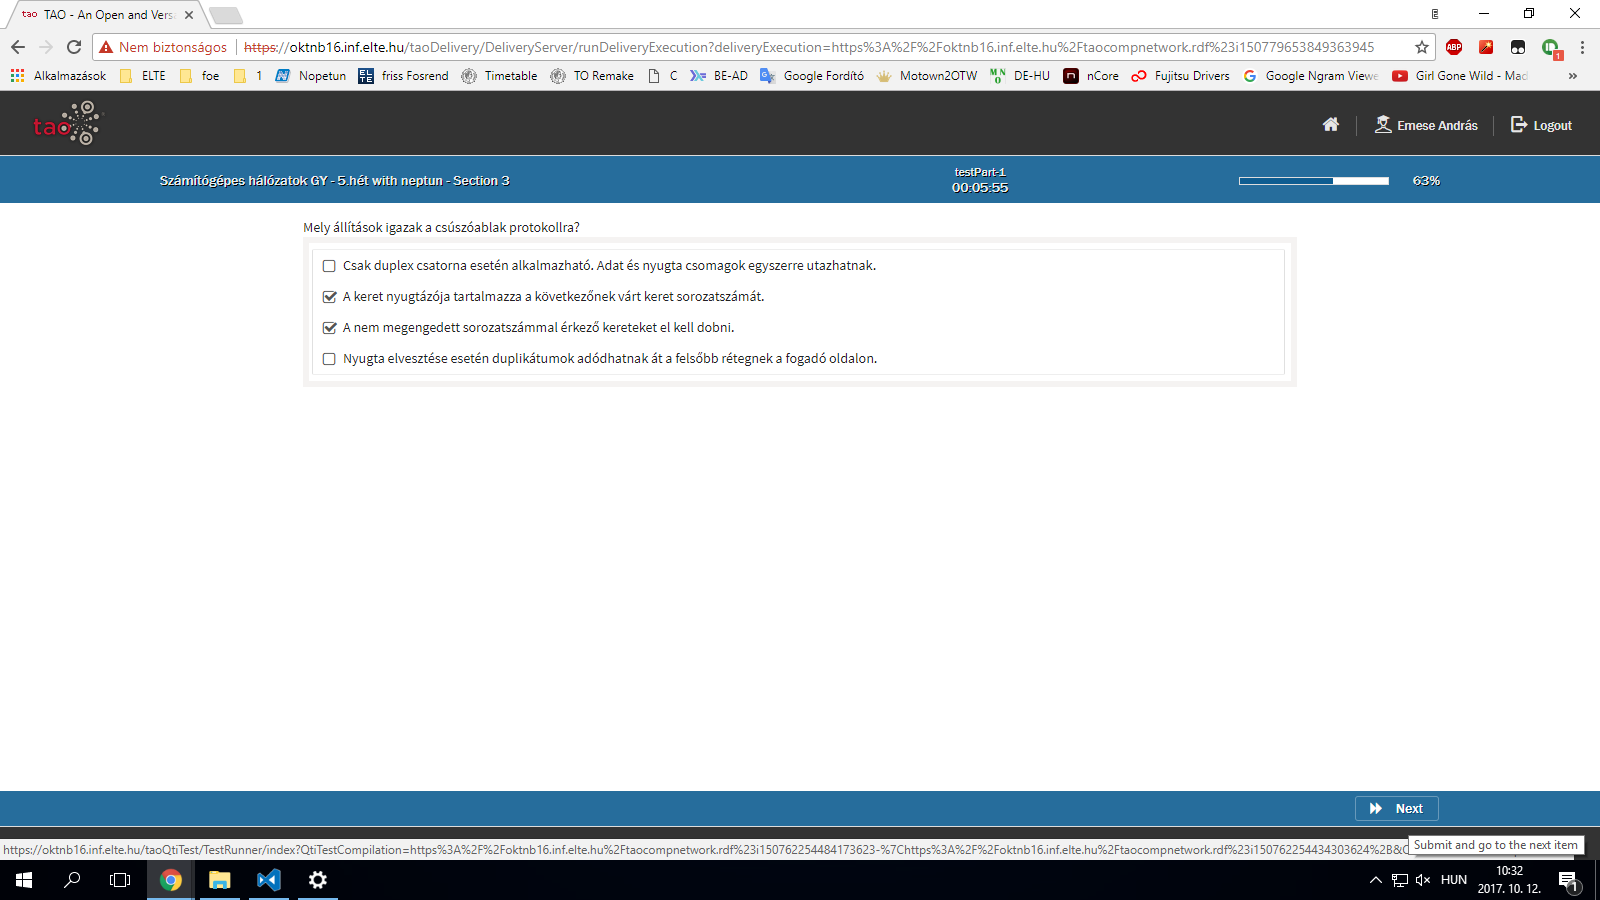 tao TAO - An Open and Versa
Nem biztonságos https://oktnb16.inf.elte.hu/taoDelivery/DeliveryServer/runDeliveryExecution?deliveryExecution=https%3A%2F%2Foktnb16.inf.elte.hu%2Ftaocompnetwork.rdf%23i150779653849363945
ABP 1
Alkalmazások ELTE foe 1 Nopetun friss Fosrend Timetable TO Remake C BE-AD Google Fordító Motown2OTW DE-HU nCore Fujitsu Drivers Google Ngram Viewe Girl Gone Wild - Mad »
tao Emese András Logout
Számítógépes hálózatok GY - 5.hét with neptun - Section 3
testPart-1
00:05:55
63%
Mely állítások igazak a csúszóablak protokollra?
Csak duplex csatorna esetén alkalmazható. Adat és nyugta csomagok egyszerre utazhatnak.
A keret nyugtázója tartalmazza a következőnek várt keret sorozatszámát.
A nem megengedett sorozatszámmal érkező kereteket el kell dobni.
Nyugta elvesztése esetén duplikátumok adódhatnak át a felsőbb rétegnek a fogadó oldalon.
Next
https://oktnb16.inf.elte.hu/taoQtiTest/TestRunner/index?QtiTestCompilation=https%3A%2F%2Foktnb16.inf.elte.hu%2Ftaocompnetwork.rdf%23i150762254484173623-%7Chttps%3A%2F%2Foktnb16.inf.elte.hu%2Ftaocompnetwork.rdf%23i150762254434303624%2B&
Submit and go to the next item
HUN
10:32
2017. 10. 12.
1